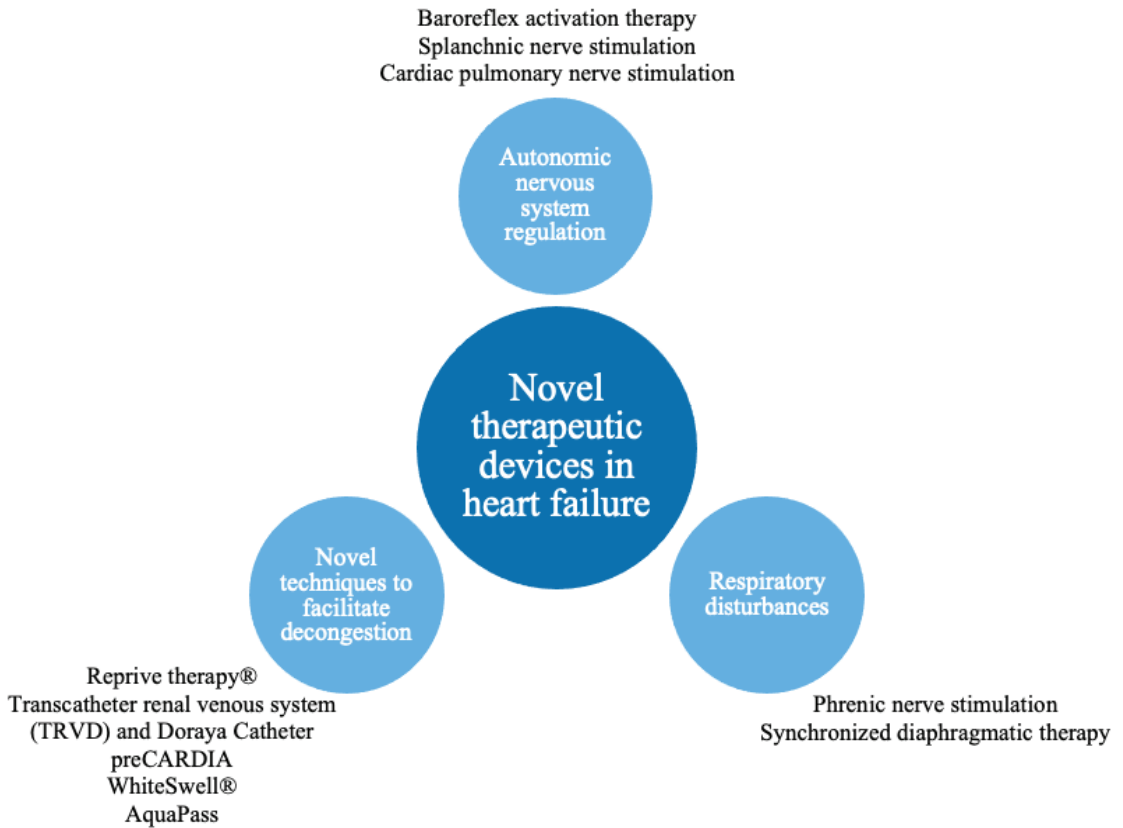 Baroreflex activation therapy
Splanchnic nerve stimulation
Cardiac pulmonary nerve stimulation
Autonomic
nervous
system
regulation
Novel
therapeutic
devices in
heart failure
Novel
techniques to
facilitate
decongestion
Respiratory
disturbances
Reprive therapy®
Transcatheter renal venous system
(TRVD) and Doraya Catheter
preCARDIA
WhiteSwell®
AquaPass
Phrenic nerve stimulation
Synchronized diaphragmatic therapy